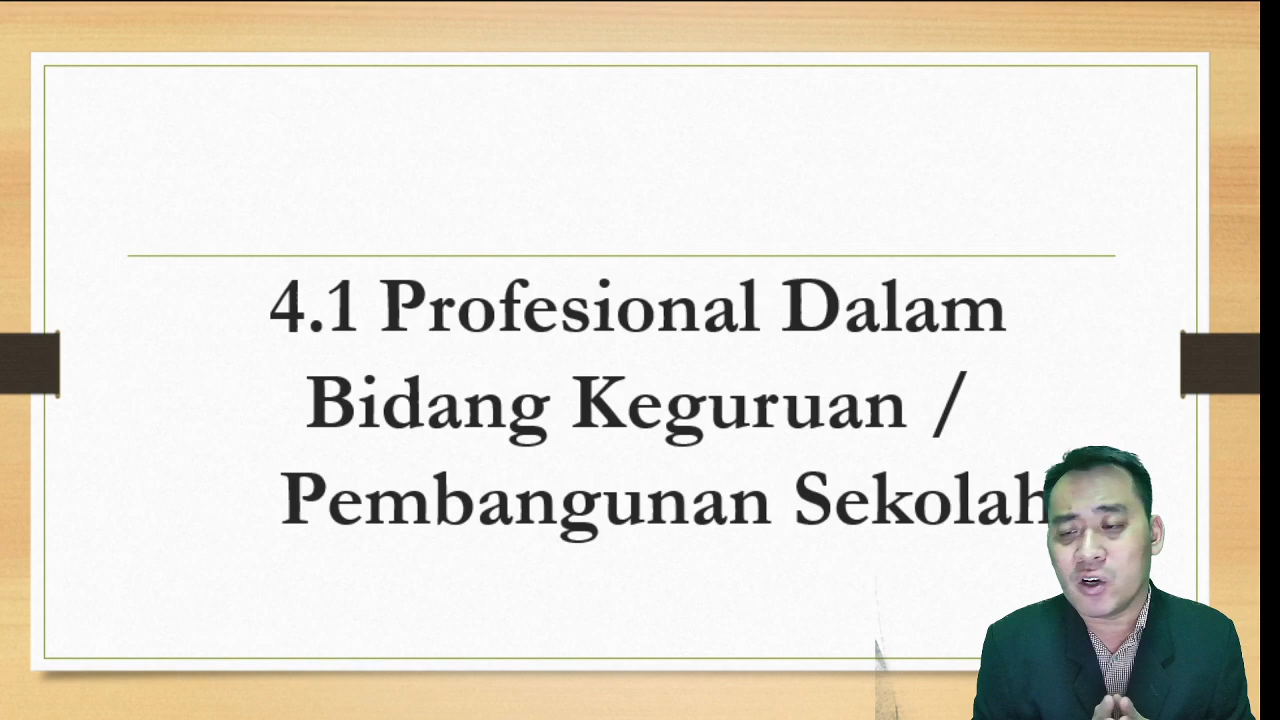 4.1 Profesional Dalam
Bidang Keguruan /
Pembangunan Sekolah